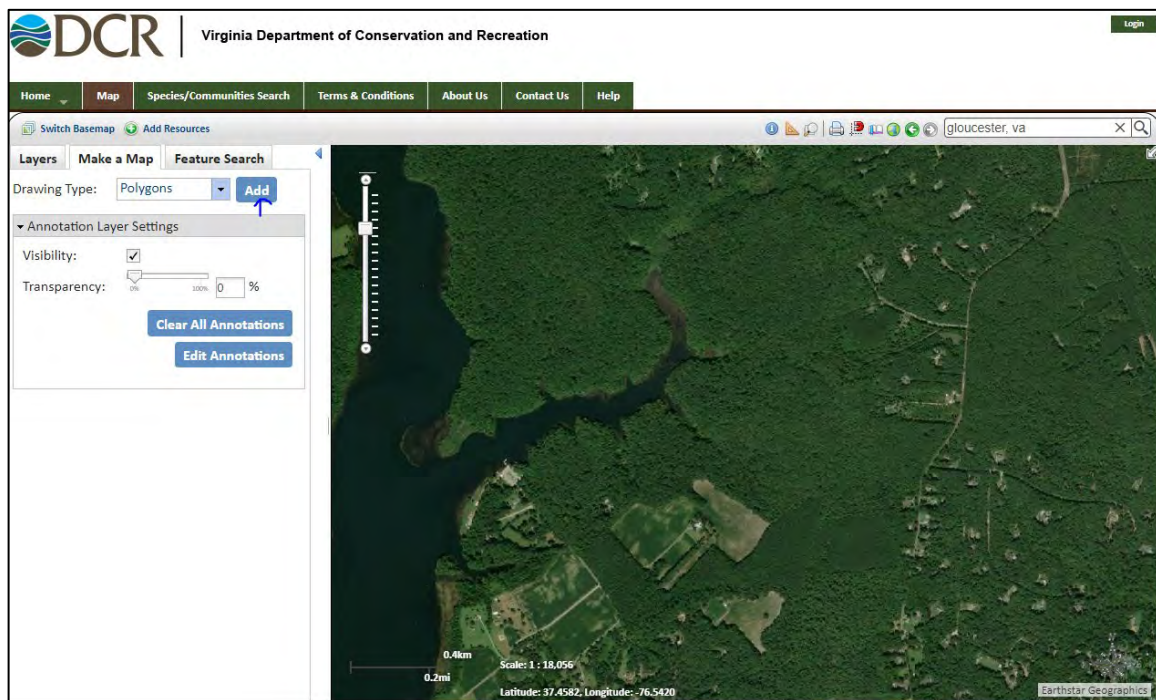 DCR
Virginia Department of Conservation and Recreation
Login
Home Map Species/Communities Search Terms & Conditions About Us Contact Us Help
Switch Basemap Add Resources
gloucester, va
Layers Make a Map Feature Search
Drawing Type: Polygons Add
Annotation Layer Settings
Visibility:
Transparency: 0% 100% 0 %
Clear All Annotations
Edit Annotations
0.4km
0.2mi
Scale: 1 : 18,056
Latitude: 37.4582, Longitude: -76.5420
Earthstar Geographics